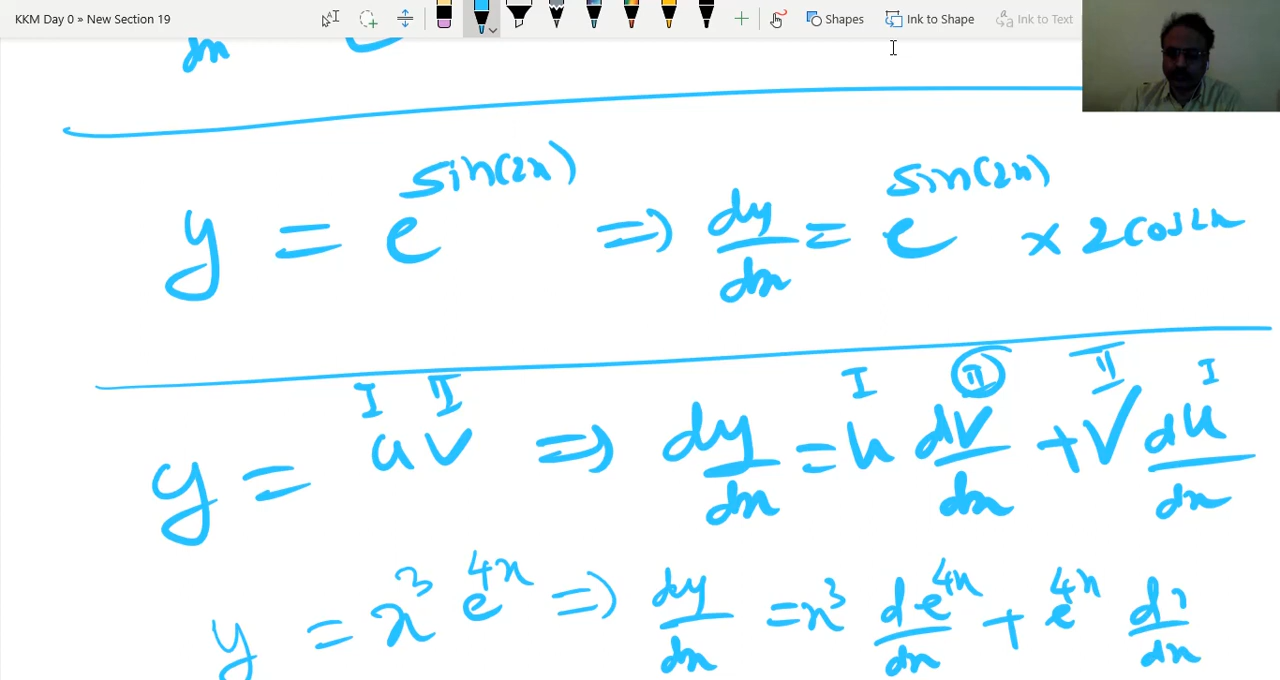 KKM Day 0 » New Section 19
Shapes Ink to Shape Ink to Text
dx
y = e^sin(2x) => dy/dx = e^sin(2x) × 2cos2x
I II I II II I
y = uv => dy/dx = u dv/dx + v du/dx
y = x^3 e^4x => dy/dx = x^3 de^4x/dx + e^4x d/dx